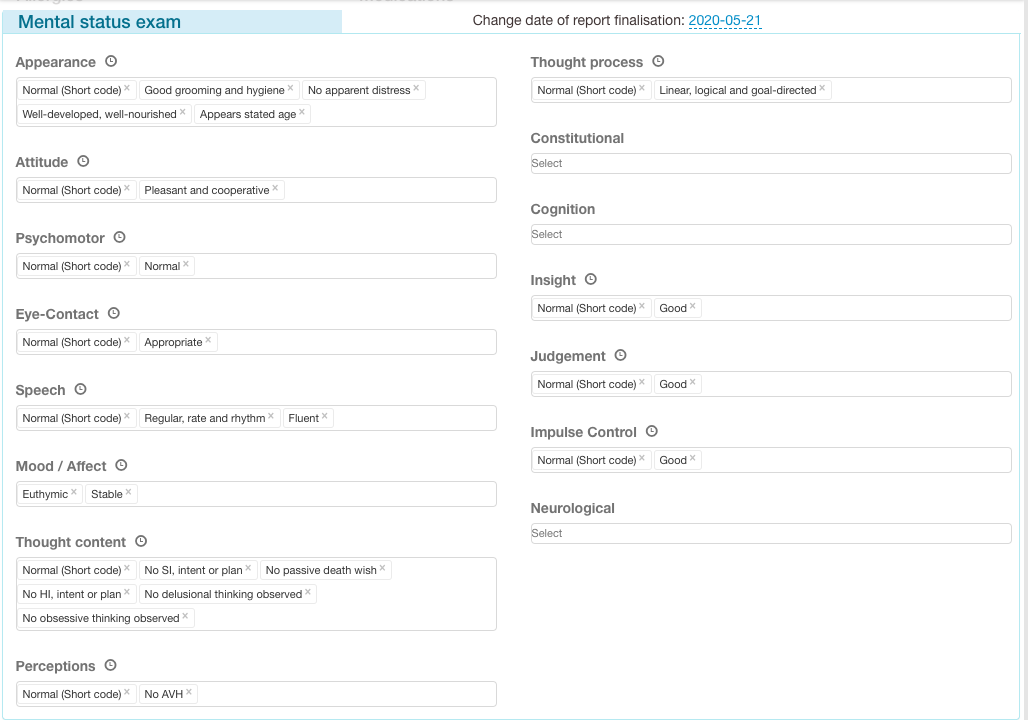 Mental status exam
Change date of report finalisation: 2020-05-21
Appearance
Normal (Short code) × Good grooming and hygiene × No apparent distress ×
Well-developed, well-nourished × Appears stated age ×
Attitude
Normal (Short code) × Pleasant and cooperative ×
Psychomotor
Normal (Short code) × Normal ×
Eye-Contact
Normal (Short code) × Appropriate ×
Speech
Normal (Short code) × Regular, rate and rhythm × Fluent ×
Mood / Affect
Euthymic × Stable ×
Thought content
Normal (Short code) × No SI, intent or plan × No passive death wish ×
No HI, intent or plan × No delusional thinking observed ×
No obsessive thinking observed ×
Perceptions
Normal (Short code) × No AVH ×
Thought process
Normal (Short code) × Linear, logical and goal-directed ×
Constitutional
Select
Cognition
Select
Insight
Normal (Short code) × Good ×
Judgement
Normal (Short code) × Good ×
Impulse Control
Normal (Short code) × Good ×
Neurological
Select